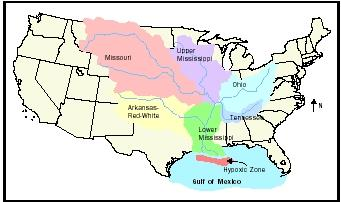 Missouri
Upper
Mississippi
Ohio
Arkansas-
Red-White
Tennessee
Lower
Mississippi
N
Hypoxic Zone
Gulf of Mexico